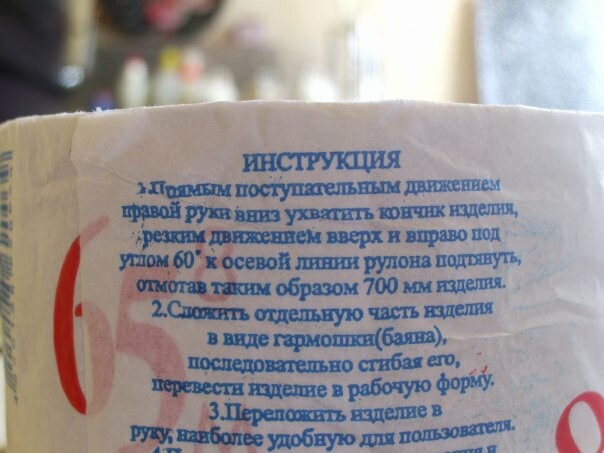 ИНСТРУКЦИЯ
1.Прямым поступательным движением
правой руки вниз ухватить кончик изделия,
резким движением вверх и вправо под
углом 60° к осевой линии рулона подтянуть,
отмотав таким образом 700 мм изделия.
2.Сложить отдельную часть изделия
в виде гармошки(баяна),
последовательно сгибая его,
перевести изделие в рабочую форму.
3.Переложить изделие в
руку, наиболее удобную для пользователя.
65